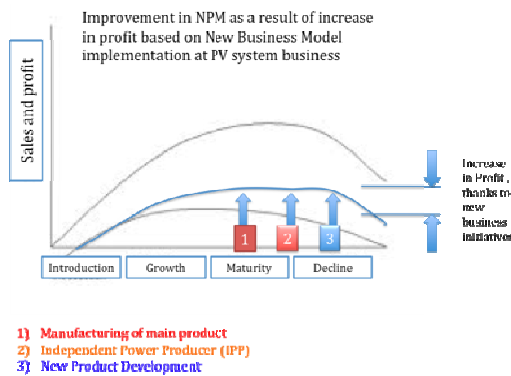 Improvement in NPM as a result of increase
in profit based on New Business Model
implementation at PV system business
Sales and profit
Increase
in Profit,
thanks to
new
business
initiatives
1
2
3
Introduction
Growth
Maturity
Decline
1) Manufacturing of main product
2) Independent Power Producer (IPP)
3) New Product Development